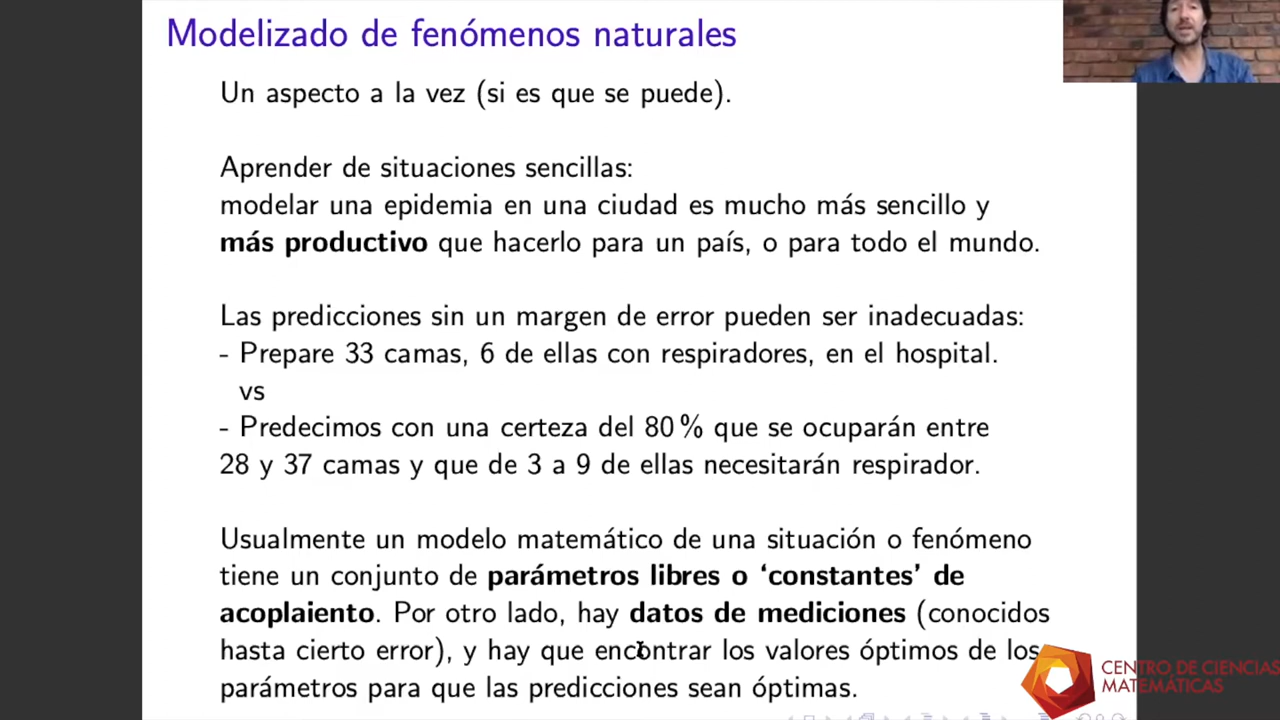 Modelizado de fenómenos naturales
Un aspecto a la vez (si es que se puede).
Aprender de situaciones sencillas:
modelar una epidemia en una ciudad es mucho más sencillo y
más productivo que hacerlo para un país, o para todo el mundo.
Las predicciones sin un margen de error pueden ser inadecuadas:
- Prepare 33 camas, 6 de ellas con respiradores, en el hospital.
vs
- Predecimos con una certeza del 80 % que se ocuparán entre
28 y 37 camas y que de 3 a 9 de ellas necesitarán respirador.
Usualmente un modelo matemático de una situación o fenómeno
tiene un conjunto de parámetros libres o ‘constantes’ de
acoplaiento. Por otro lado, hay datos de mediciones (conocidos
hasta cierto error), y hay que encontrar los valores óptimos de los
parámetros para que las predicciones sean óptimas.
CENTRO DE CIENCIAS
MATEMÁTICAS